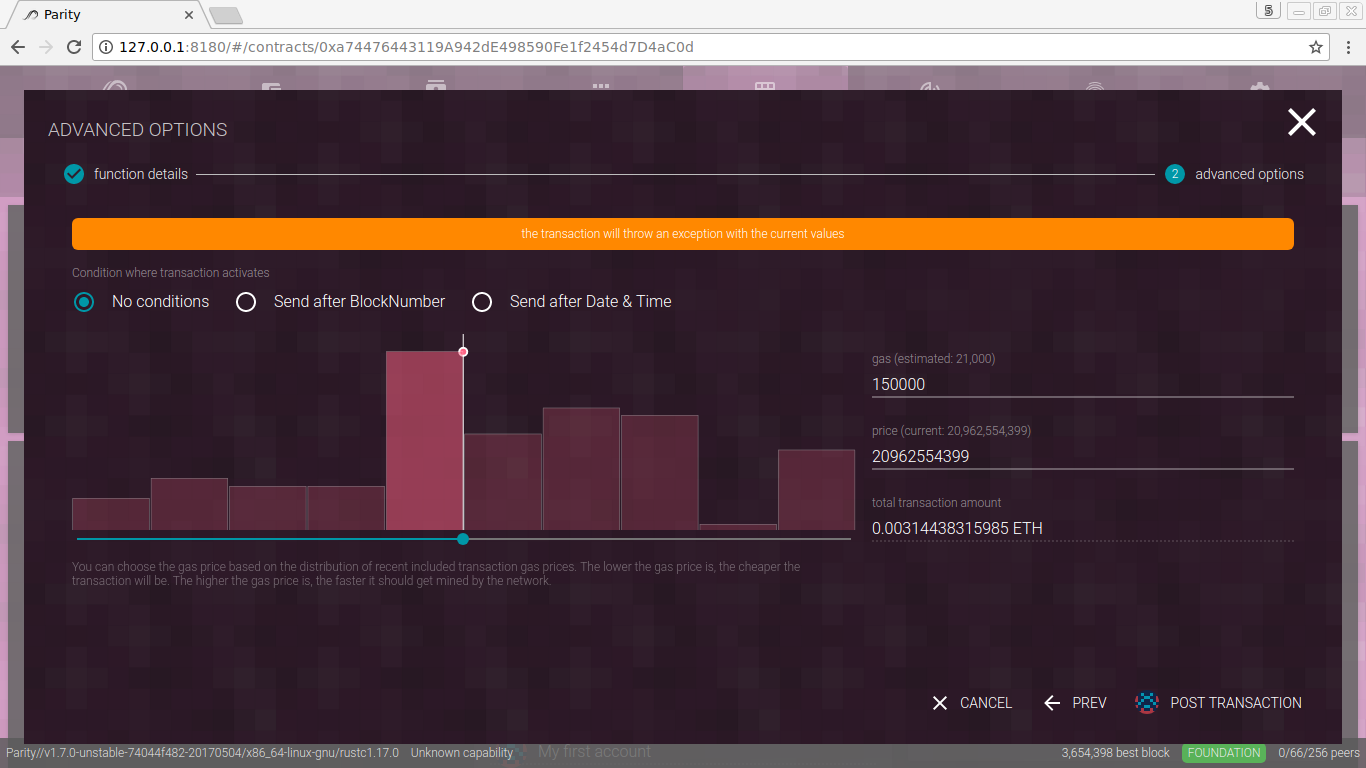 Parity
5
127.0.0.1:8180/#/contracts/0xa74476443119A942dE498590Fe1f2454d7D4aC0d
ADVANCED OPTIONS
function details
2
advanced options
the transaction will throw an exception with the current values
Condition where transaction activates
No conditions
Send after BlockNumber
Send after Date & Time
gas (estimated: 21,000)
150000
price (current: 20,962,554,399)
20962554399
total transaction amount
0.00314438315985 ETH
You can choose the gas price based on the distribution of recent included transaction gas prices. The lower the gas price is, the cheaper the
transaction will be. The higher the gas price is, the faster it should get mined by the network.
CANCEL
PREV
POST TRANSACTION
Parity//v1.7.0-unstable-74044f482-20170504/x86_64-linux-gnu/rustc1.17.0
Unknown capability
My first account
3,654,398 best block
FOUNDATION
0/66/256 peers